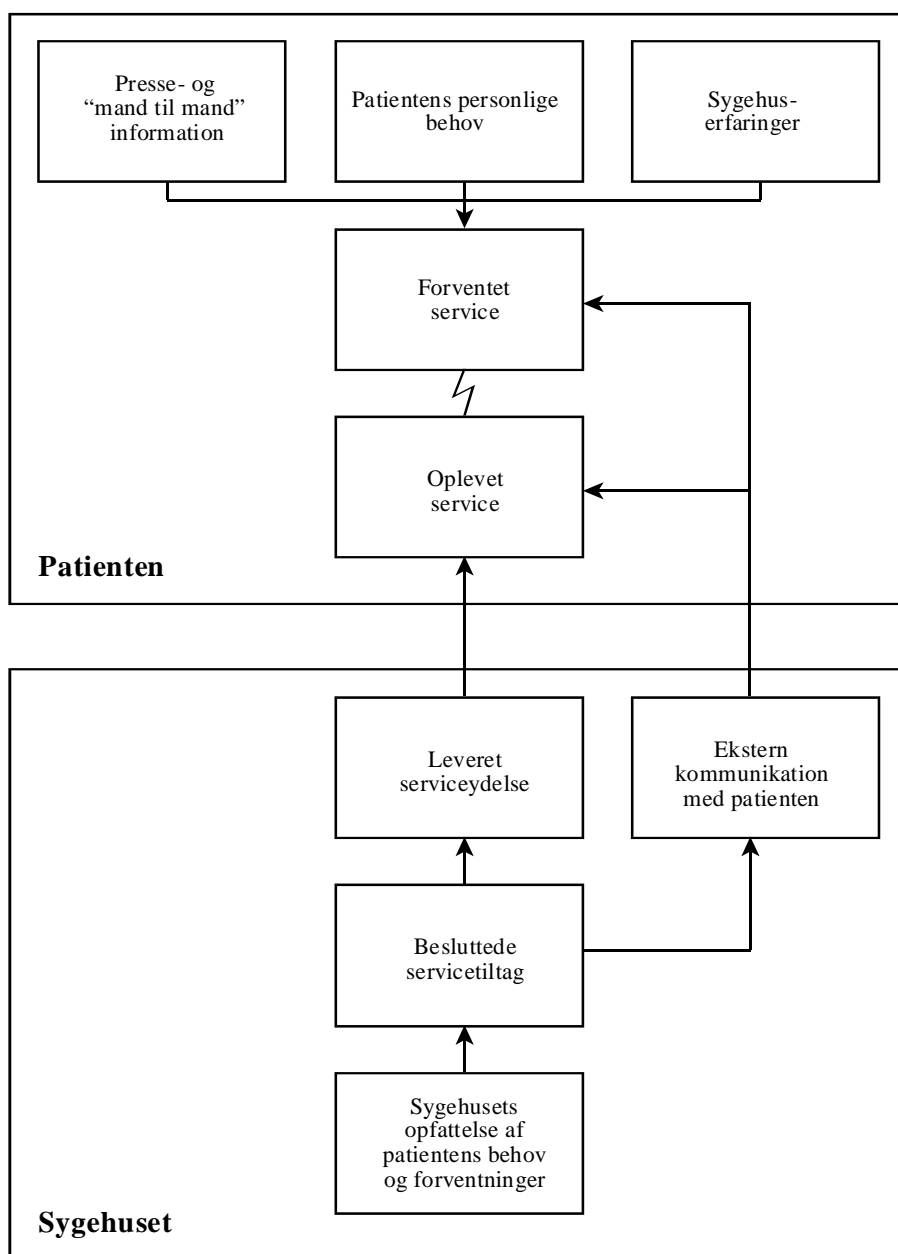 Presse- og
“mand til mand”
information
Patientens personlige
behov
Sygehus-
erfaringer
Forventet
service
Oplevet
service
Patienten
Leveret
serviceydelse
Ekstern
kommunikation
med patienten
Besluttede
servicetiltag
Sygehusets
opfattelse af
patientens behov
og forventninger
Sygehuset